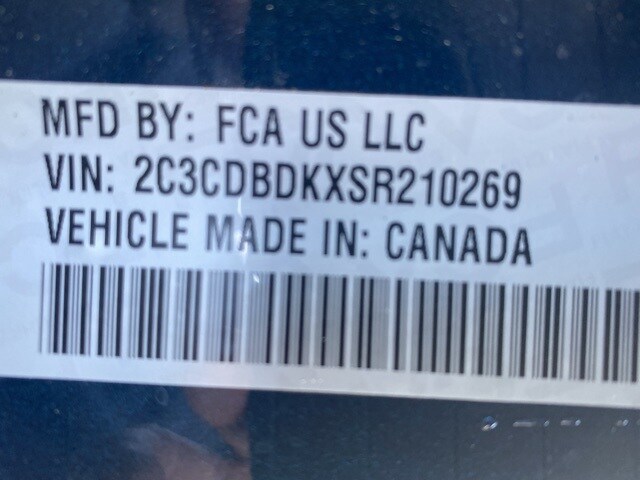 MFD BY: FCA US LLC
VIN: 2C3CDBDKXSR210269
VEHICLE MADE IN: CANADA